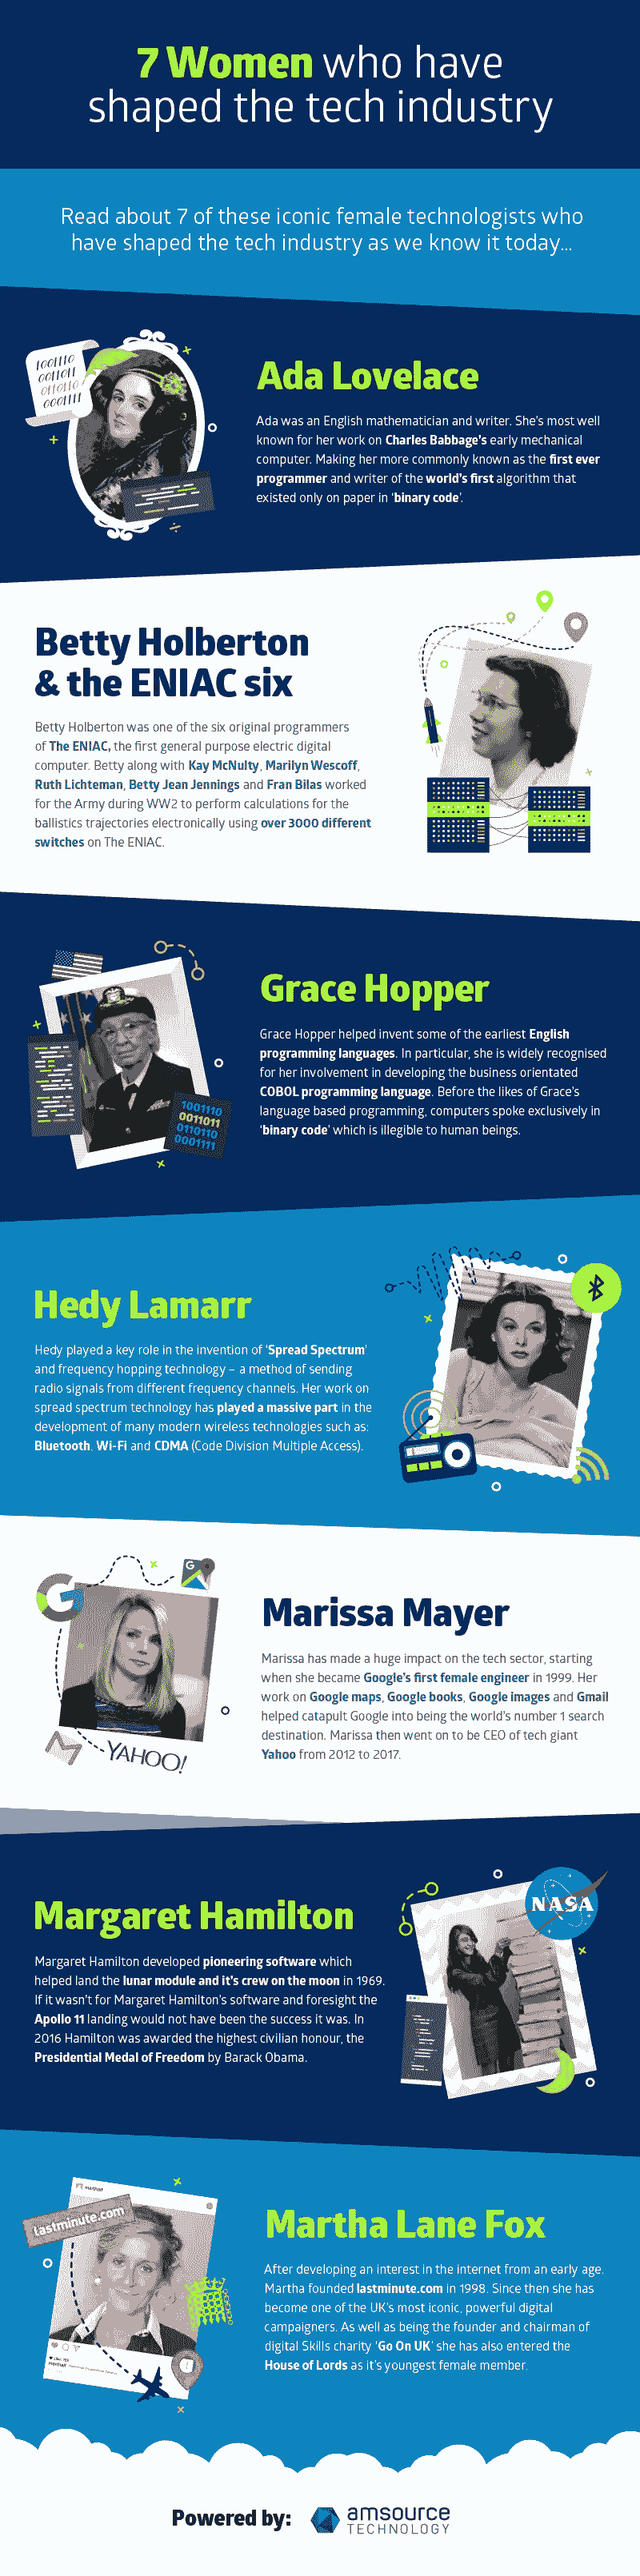 7 Women who have
shaped the tech industry
Read about 7 of these iconic female technologists who
have shaped the tech industry as we know it today...
1001110
0011011
0110110
0001111
Ada Lovelace
Ada was an English mathematician and writer. She's most well
known for her work on Charles Babbage's early mechanical
computer. Making her more commonly known as the first ever
programmer and writer of the world's first algorithm that
existed only on paper in 'binary code'.
Betty Holberton
& the ENIAC six
Betty Holberton was one of the six original programmers
of The ENIAC, the first general purpose electric digital
computer. Betty along with Kay McNulty, Marilyn Wescoff,
Ruth Lichteman, Betty Jean Jennings and Fran Bilas worked
for the Army during WW2 to perform calculations for the
ballistics trajectories electronically using over 3000 different
switches on The ENIAC.
Grace Hopper
Grace Hopper helped invent some of the earliest English
programming languages. In particular, she is widely recognised
for her involvement in developing the business orientated
COBOL programming language. Before the likes of Grace's
language based programming, computers spoke exclusively in
'binary code' which is illegible to human beings.
1001110
0011011
0110110
0001111
Hedy Lamarr
Hedy played a key role in the invention of 'Spread Spectrum'
and frequency hopping technology – a method of sending
radio signals from different frequency channels. Her work on
spread spectrum technology has played a massive part in the
development of many modern wireless technologies such as:
Bluetooth, Wi-Fi and CDMA (Code Division Multiple Access).
G
G
YAHOO!
Marissa Mayer
Marissa has made a huge impact on the tech sector, starting
when she became Google's first female engineer in 1999. Her
work on Google maps, Google books, Google images and Gmail
helped catapult Google into being the world's number 1 search
destination. Marissa then went on to be CEO of tech giant
Yahoo from 2012 to 2017.
NASA
Margaret Hamilton
Margaret Hamilton developed pioneering software which
helped land the lunar module and it's crew on the moon in 1969.
If it wasn't for Margaret Hamilton's software and foresight the
Apollo 11 landing would not have been the success it was. In
2016 Hamilton was awarded the highest civilian honour, the
Presidential Medal of Freedom by Barack Obama.
lastminute.com
Martha Lane Fox
After developing an interest in the internet from an early age.
Martha founded lastminute.com in 1998. Since then she has
become one of the UK's most iconic, powerful digital
campaigners. As well as being the founder and chairman of
digital Skills charity 'Go On UK' she has also entered the
House of Lords as it's youngest female member.
Powered by:
amsource
TECHNOLOGY